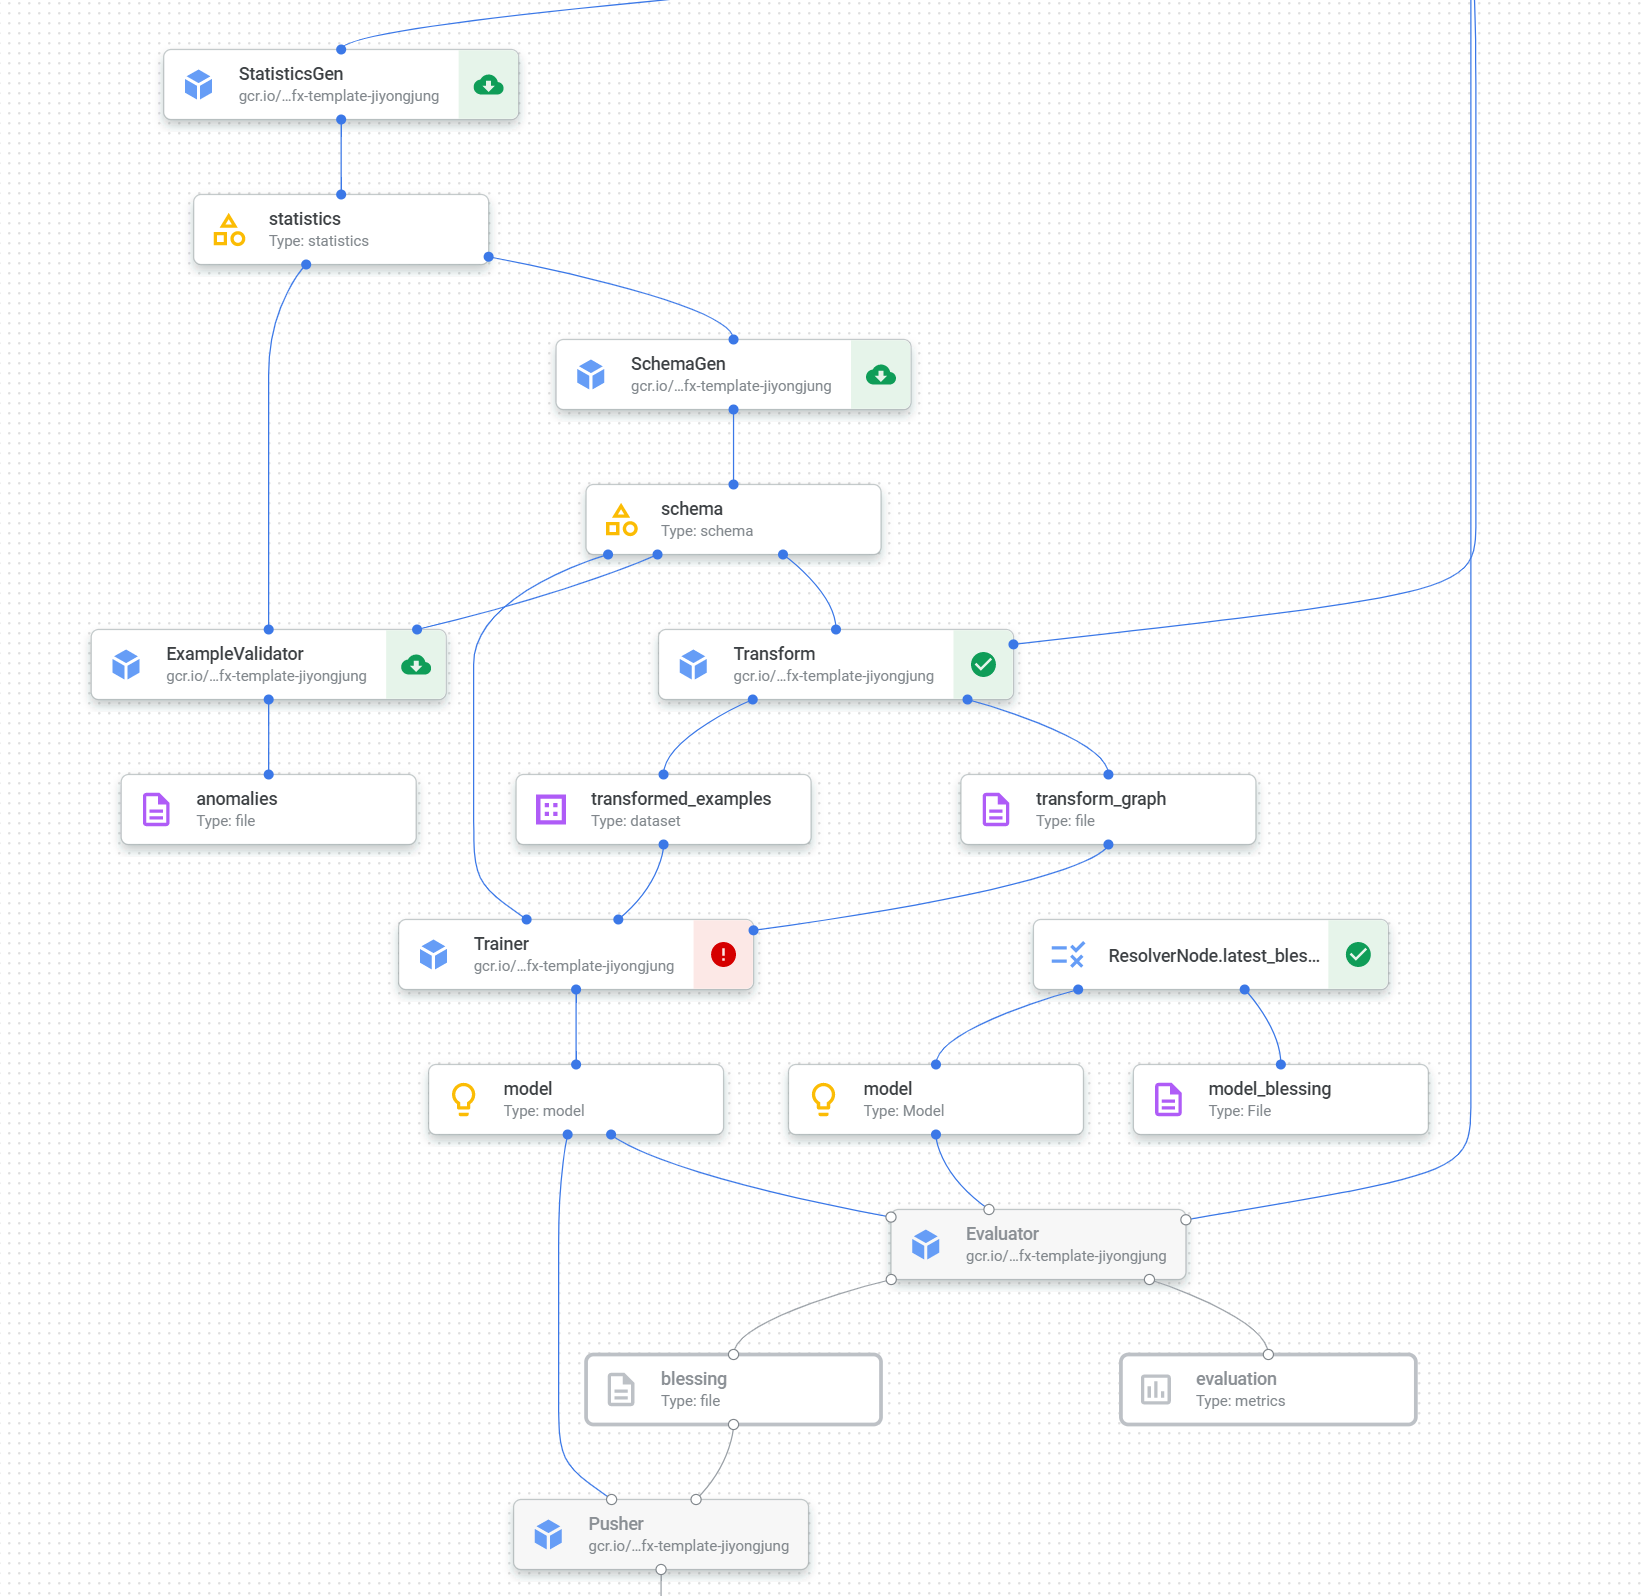 StatisticsGen
gcr.io/...fx-template-jiyongjung
statistics
Type: statistics
SchemaGen
gcr.io/...fx-template-jiyongjung
schema
Type: schema
ExampleValidator
gcr.io/...fx-template-jiyongjung
Transform
gcr.io/...fx-template-jiyongjung
anomalies
Type: file
transformed_examples
Type: dataset
transform_graph
Type: file
Trainer
gcr.io/...fx-template-jiyongjung
ResolverNode.latest_bles...
model
Type: model
model
Type: Model
model_blessing
Type: File
Evaluator
gcr.io/...fx-template-jiyongjung
blessing
Type: file
evaluation
Type: metrics
Pusher
gcr.io/...fx-template-jiyongjung